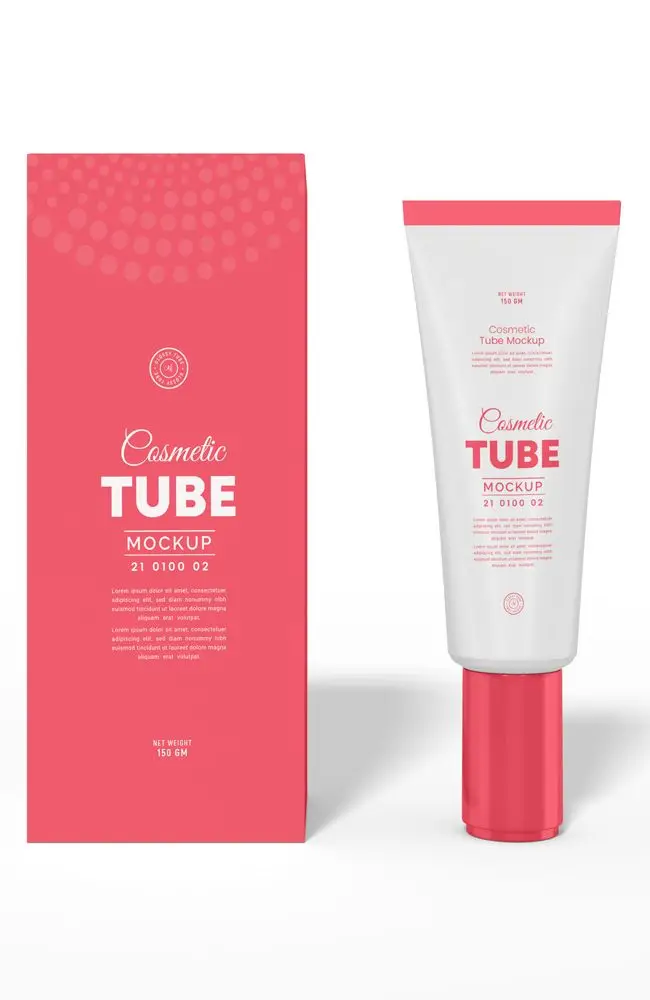 Cosmetic
TUBE
MOCKUP
21 0100 02
Lorem ipsum dolor sit amet, consectetuer
adipiscing elit, sed diam nonummy nibh
euismod tincidunt ut laoreet dolore magna
aliquam erat volutpat.
Lorem ipsum dolor sit amet, consectetuer
adipiscing elit, sed diam nonummy nibh
euismod tincidunt ut laoreet dolore magna
aliquam erat volutpat.
NET WEIGHT
150 GM
NET WEIGHT
150 GM
Cosmetic
Tube Mockup
Cosmetic
TUBE
MOCKUP
21 0100 02